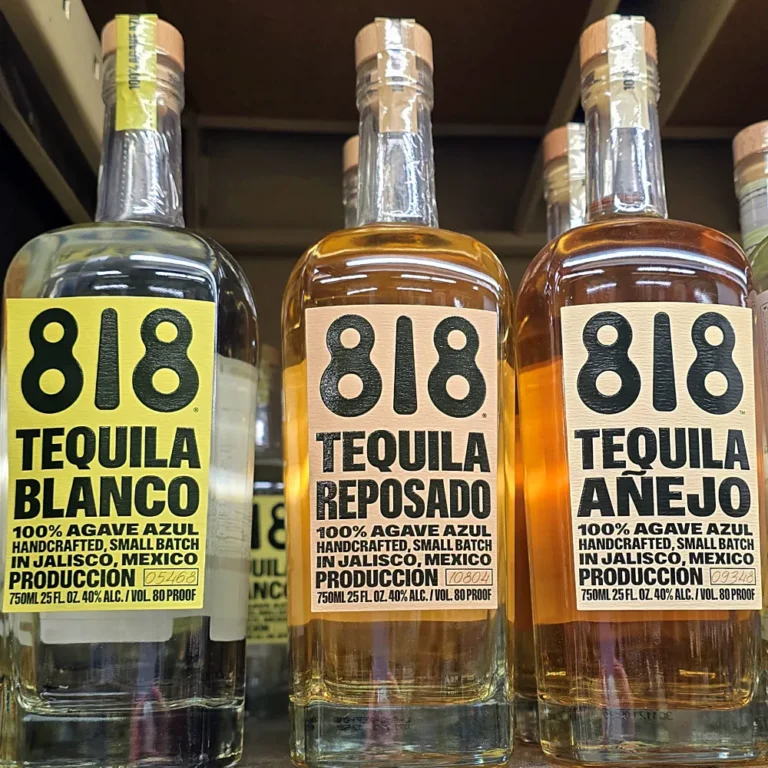 818
TEQUILA
BLANCO
100% AGAVE AZUL
HANDCRAFTED, SMALL BATCH
IN JALISCO, MEXICO
PRODUCCIÓN 05468
750ML 25 FL. OZ. 40% ALC. / VOL. 80 PROOF
818
TEQUILA
REPOSADO
100% AGAVE AZUL
HANDCRAFTED, SMALL BATCH
IN JALISCO, MEXICO
PRODUCCIÓN 10804
750ML 25 FL. OZ. 40% ALC. / VOL. 80 PROOF
818
TEQUILA
AÑEJO
100% AGAVE AZUL
HANDCRAFTED, SMALL BATCH
IN JALISCO, MEXICO
PRODUCCIÓN 09348
750ML 25 FL. OZ. 40% ALC. / VOL. 80 PROOF